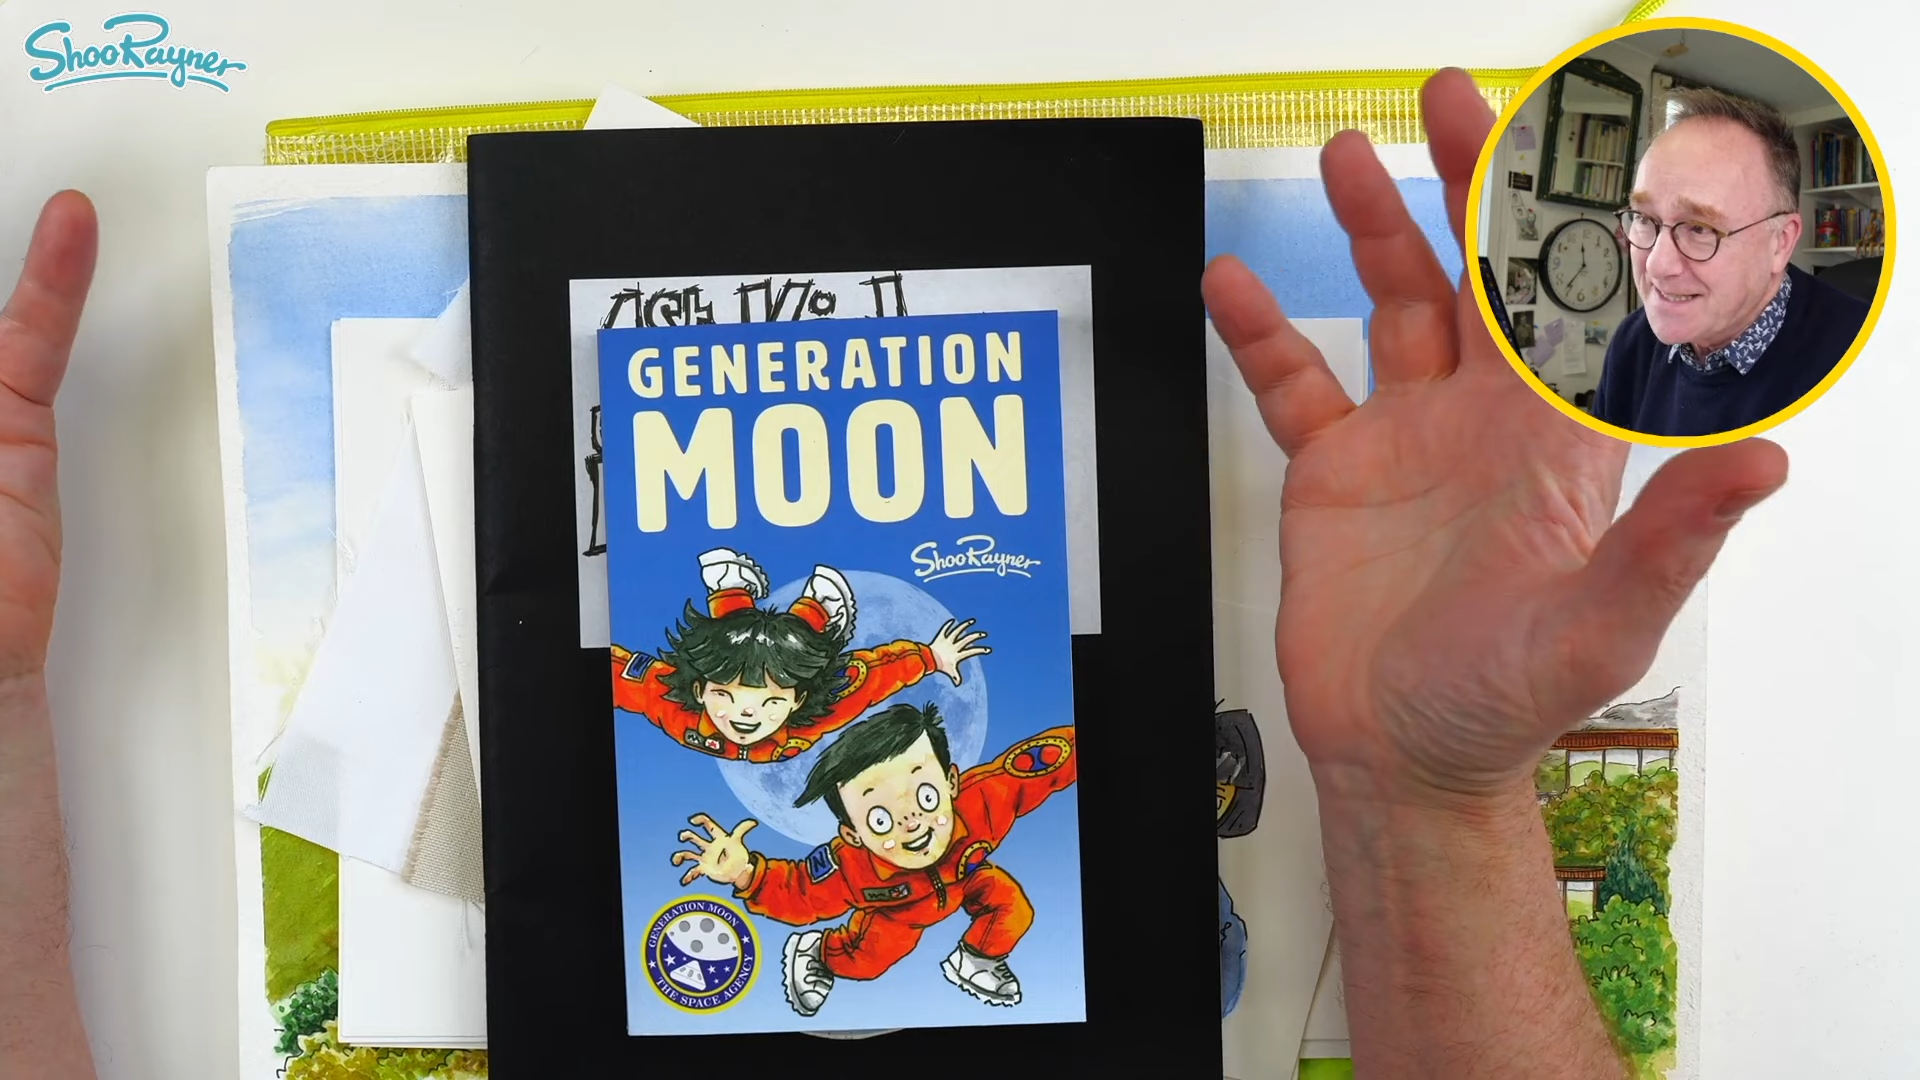 ShooRayner
GENERATION
MOON
ShooRayner
GENERATION MOON
THE SPACE AGENCY